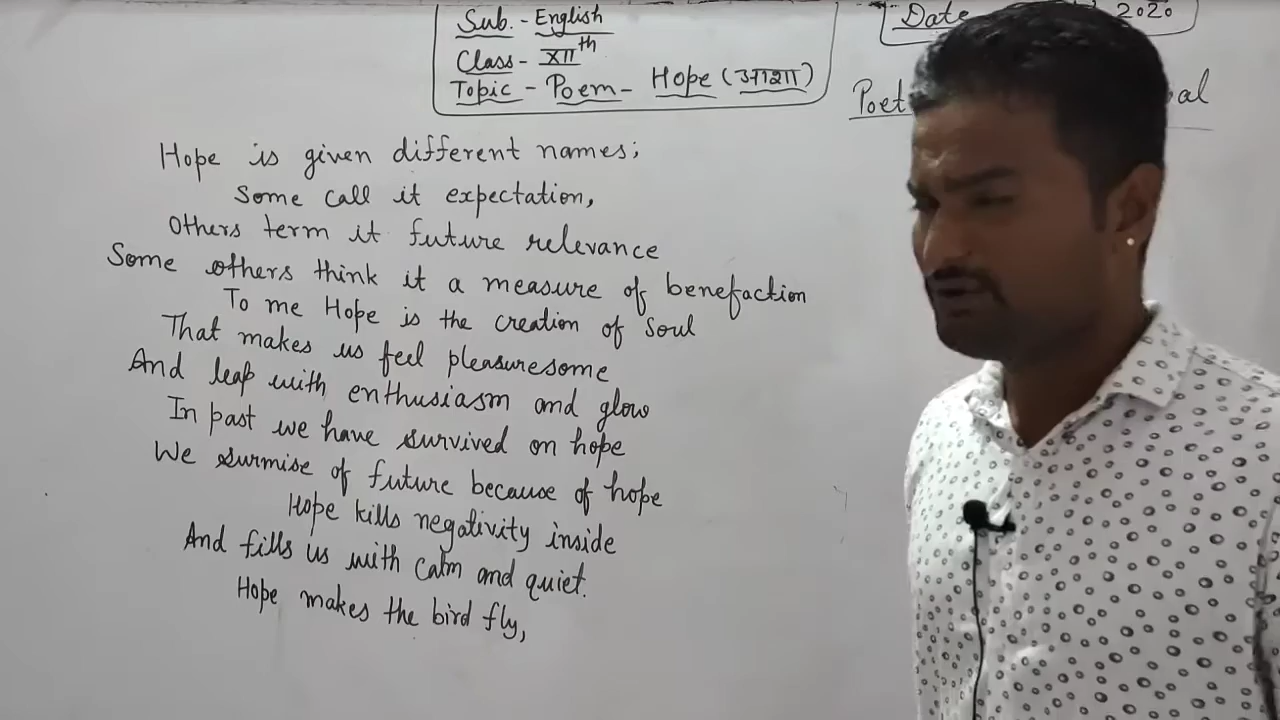 Sub. - English
Class - XIIth
Topic - Poem - Hope (आशा)
Date 2020
Poet
Hope is given different names;
Some call it expectation,
Others term it future relevance
Some others think it a measure of benefaction
To me Hope is the creation of Soul
That makes us feel pleasuresome
And leap with enthusiasm and glow
In past we have survived on hope
We surmise of future because of hope
Hope kills negativity inside
And fills us with calm and quiet.
Hope makes the bird fly,